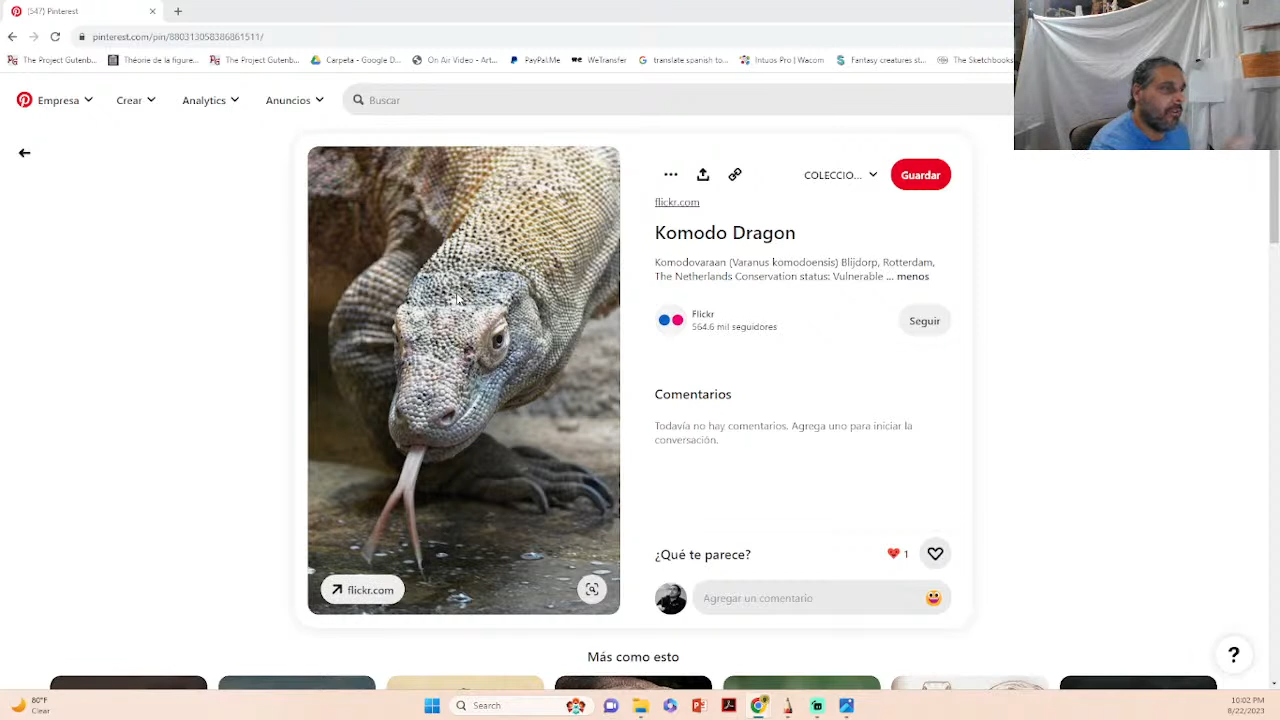 (547) Pinterest
pinterest.com/pin/880313058386861511/
The Project Gutenb...
Théorie de la figure...
The Project Gutenb...
Carpeta - Google D...
On Air Video - Art...
PayPal.Me
WeTransfer
translate spanish to...
Intuos Pro | Wacom
Fantasy creatures st...
The Sketchbooks
Empresa
Crear
Analytics
Anuncios
Buscar
COLECCIO...
Guardar
flickr.com
Komodo Dragon
Komodovaraan (Varanus komodoensis) Blijdorp, Rotterdam,
The Netherlands Conservation status: Vulnerable ... menos
Flickr
564.6 mil seguidores
Seguir
Comentarios
Todavía no hay comentarios. Agrega uno para iniciar la
conversación.
¿Qué te parece?
1
Agregar un comentario
flickr.com
Más como esto
?
80°F
Clear
Search
10:02 PM
8/22/2023